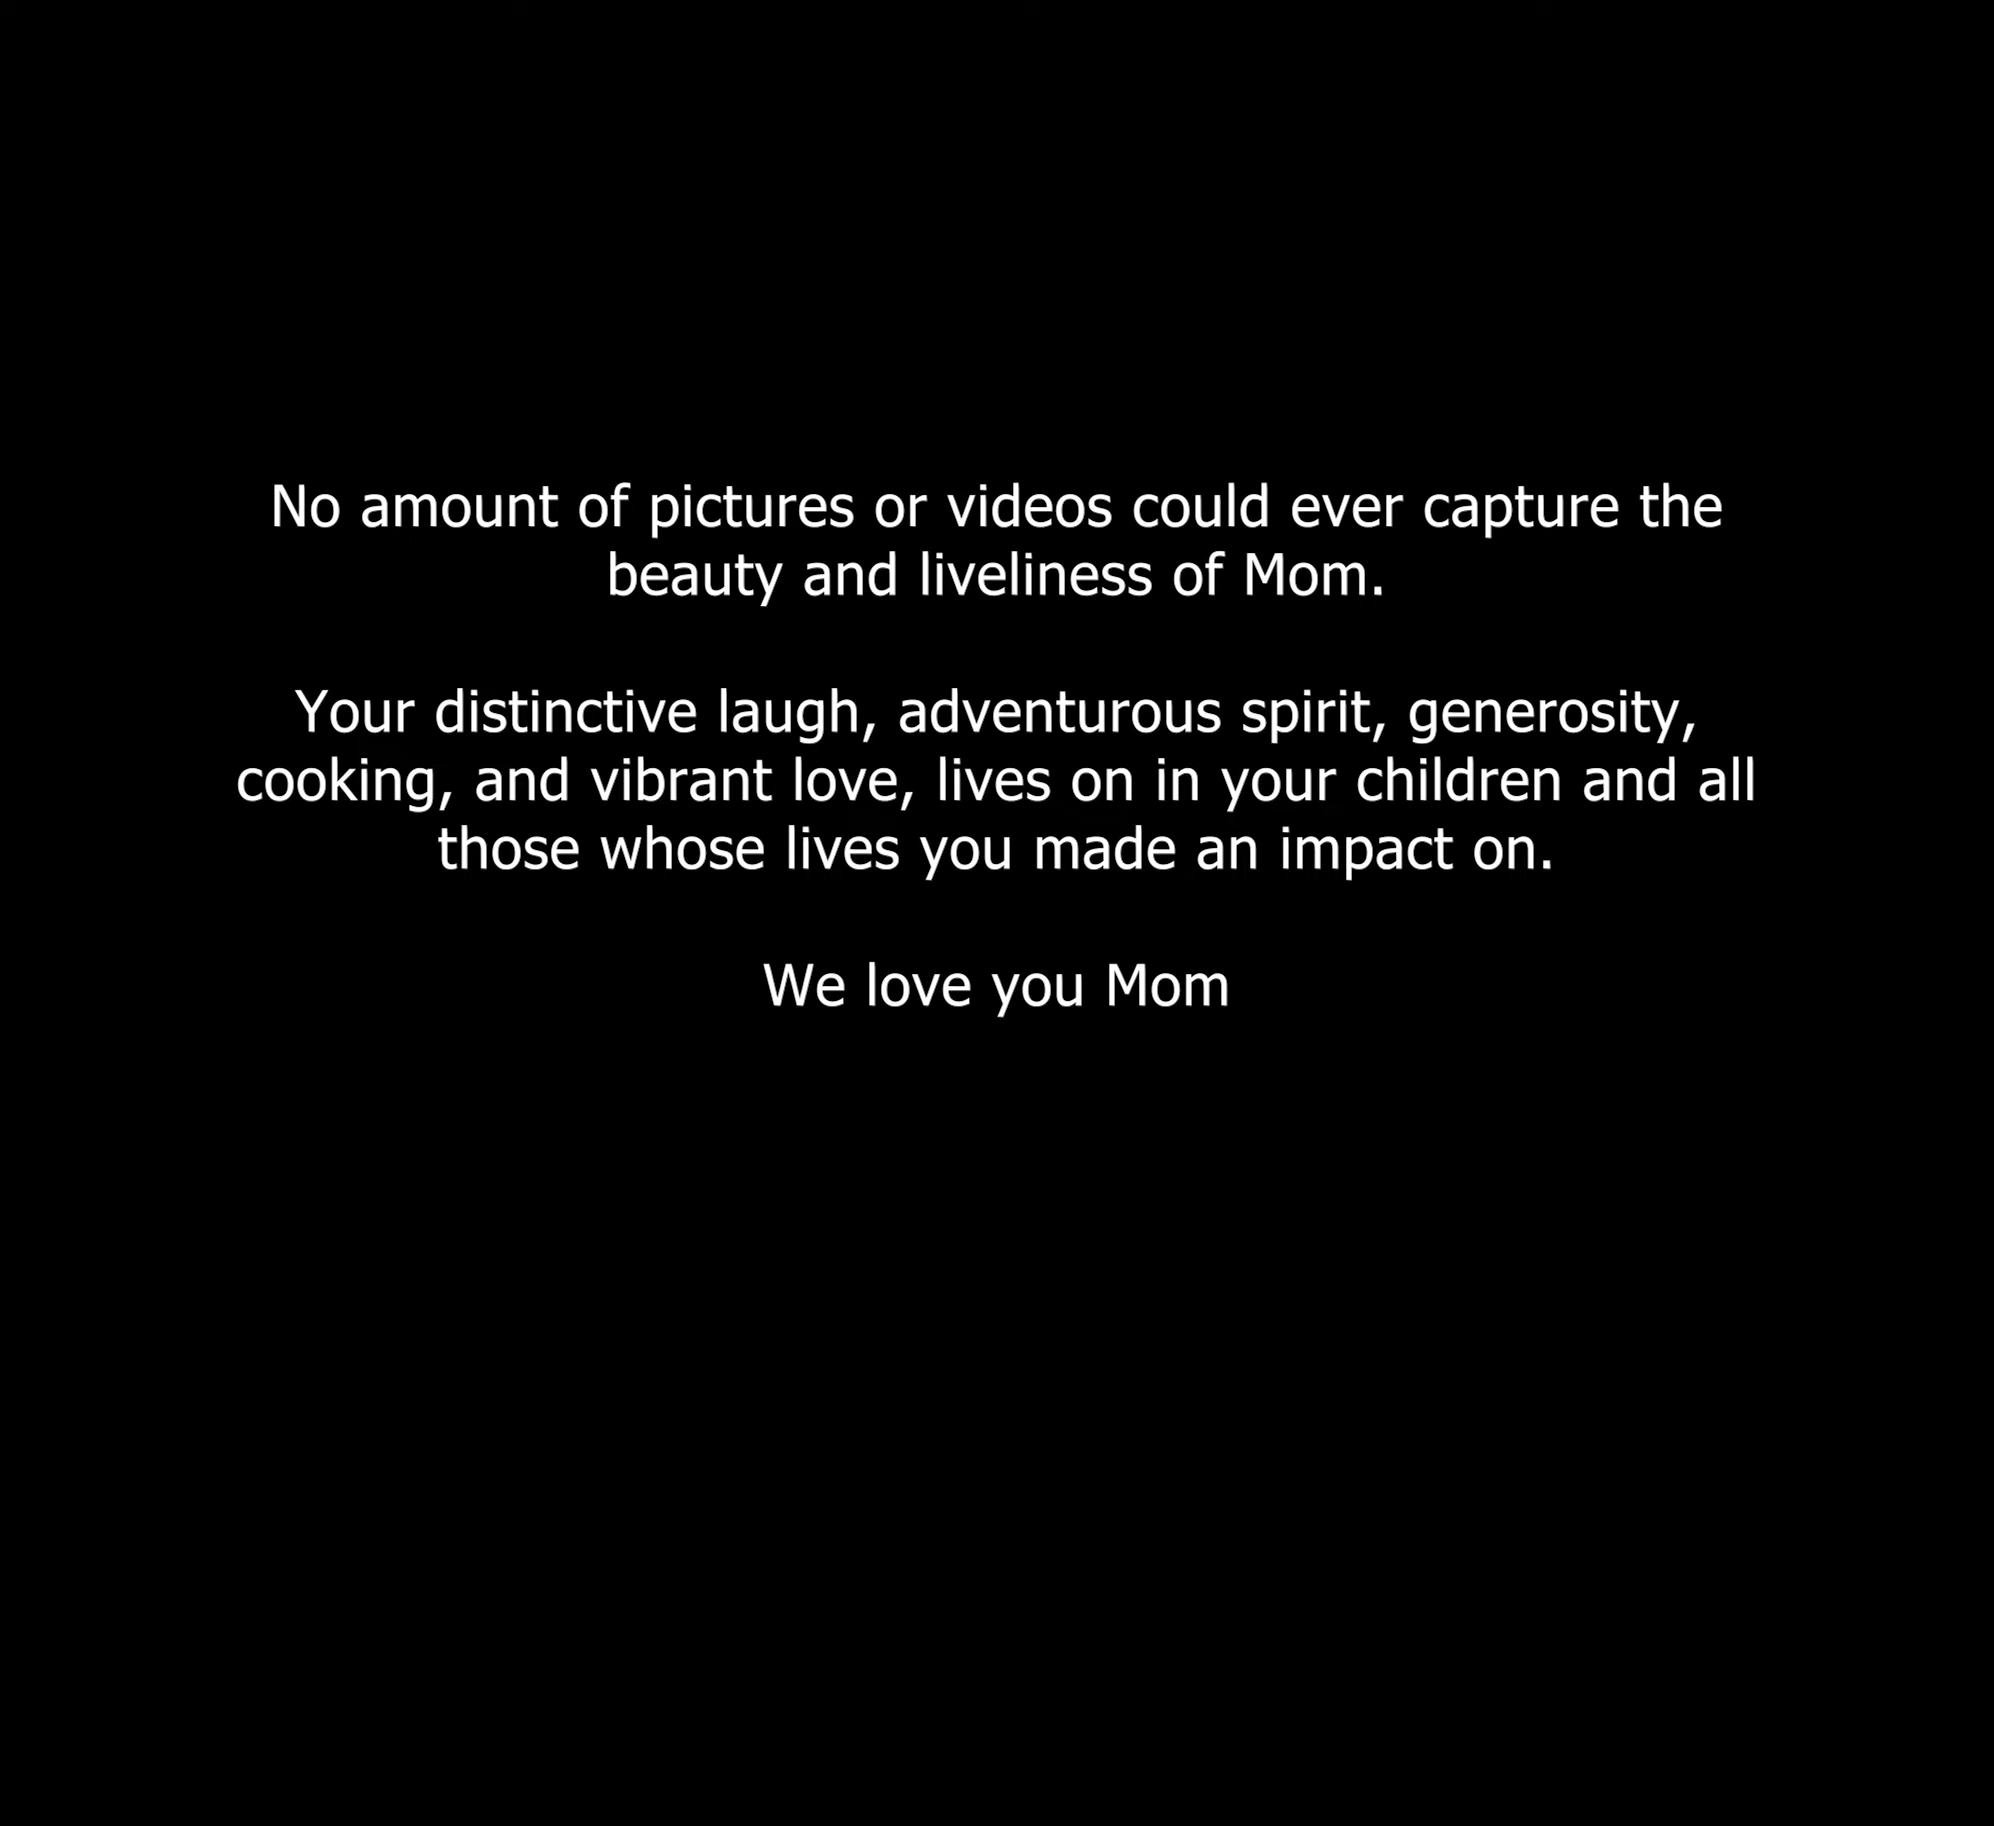 No amount of pictures or videos could ever capture the
beauty and liveliness of Mom.
Your distinctive laugh, adventurous spirit, generosity,
cooking, and vibrant love, lives on in your children and all
those whose lives you made an impact on.
We love you Mom